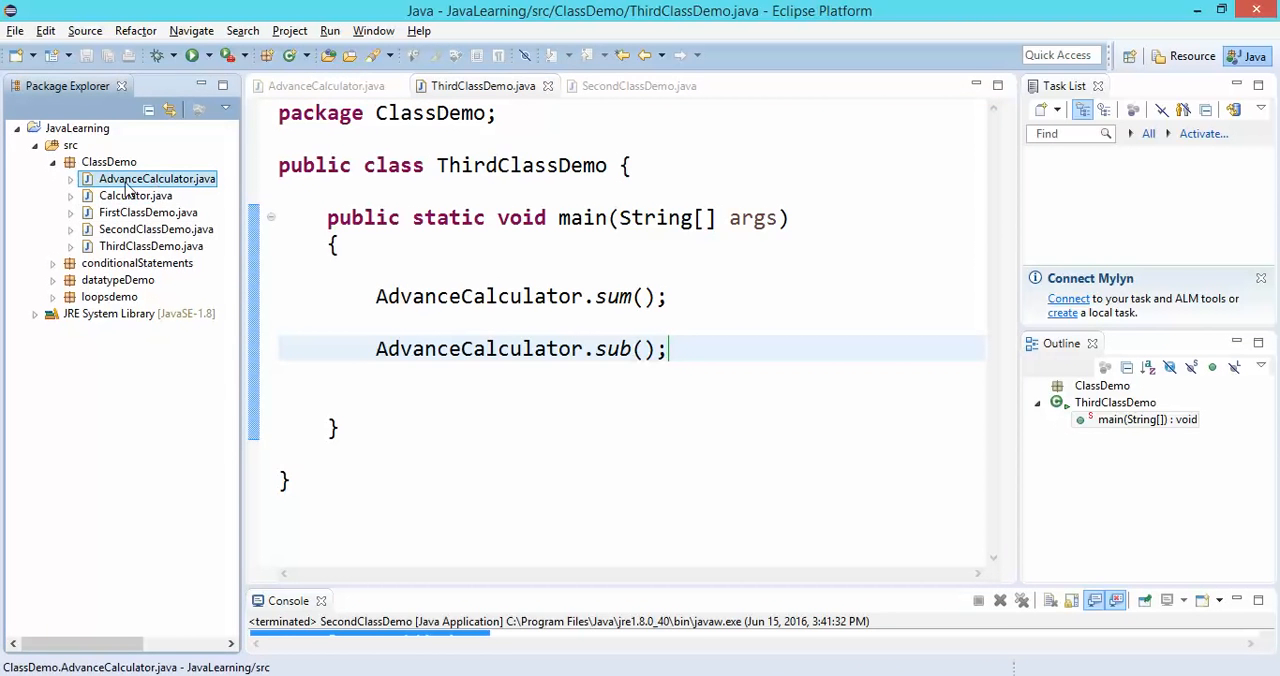 Java - JavaLearning/src/ClassDemo/ThirdClassDemo.java - Eclipse Platform
File Edit Source Refactor Navigate Search Project Run Window Help
Quick Access
Resource
Java
Package Explorer
JavaLearning
src
ClassDemo
AdvanceCalculator.java
Calculator.java
FirstClassDemo.java
SecondClassDemo.java
ThirdClassDemo.java
conditionalStatements
datatypeDemo
loopsdemo
JRE System Library [JavaSE-1.8]
AdvanceCalculator.java
ThirdClassDemo.java
SecondClassDemo.java
package ClassDemo;
public class ThirdClassDemo {
public static void main(String[] args)
{
AdvanceCalculator.sum();
AdvanceCalculator.sub();
}
}
Console
<terminated> SecondClassDemo [Java Application] C:\Program Files\Java\jre1.8.0_40\bin\javaw.exe (Jun 15, 2016, 3:41:32 PM)
Task List
Find
All
Activate...
Connect Mylyn
Connect to your task and ALM tools or
create a local task.
Outline
ClassDemo
ThirdClassDemo
main(String[]) : void
ClassDemo.AdvanceCalculator.java - JavaLearning/src